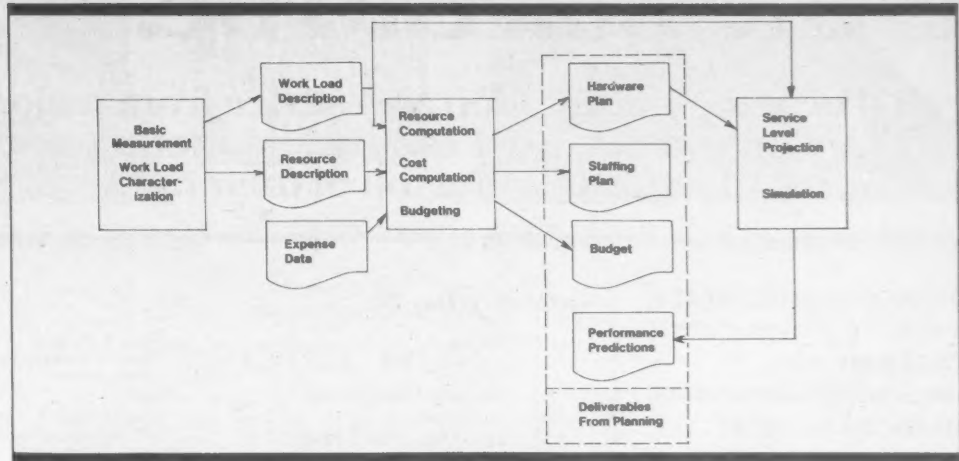 Basic
Measurement
Work Load
Character-
ization
Work Load
Description
Resource
Description
Expense
Data
Resource
Computation
Cost
Computation
Budgeting
Hardware
Plan
Staffing
Plan
Budget
Performance
Predictions
Deliverables
From Planning
Service
Level
Projection
Simulation